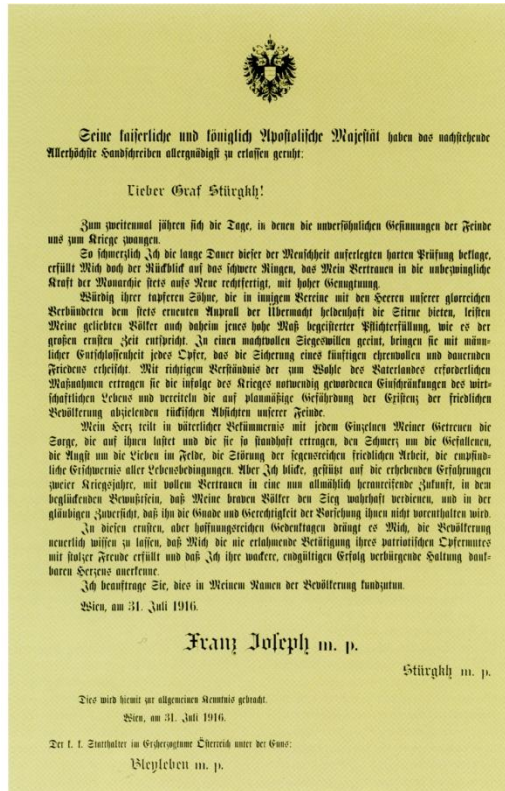 Seine kaiserliche und königlich Apostolische Majestät haben das nachstehende
Allerhöchste Handschreiben allergnädigst zu erlassen geruht:
Lieber Graf Stürgkh!
Zum zweitenmal jähren sich die Tage, in denen die unversöhnlichen Gesinnungen der Feinde
uns zum Kriege zwangen.
So schmerzlich Ich die lange Dauer dieser der Menschheit auferlegten harten Prüfung beklage,
erfüllt Mich doch der Rückblick auf das schwere Ringen, das Mein Vertrauen in die unbezwingliche
Kraft der Monarchie stets aufs Neue rechtfertigt, mit hoher Genugtuung.
Würdig ihrer tapferen Söhne, die in innigem Vereine mit den Heeren unserer glorreichen
Verbündeten dem stets erneuten Anprall der Übermacht heldenhaft die Stirne bieten, leisten
Meine geliebten Völker auch daheim jenes hohe Maß begeisterter Pflichterfüllung, wie es der
großen ernsten Zeit entspricht. In einen machtvollen Siegeswillen geeint, bringen sie mit männ-
licher Entschlossenheit jedes Opfer, das die Sicherung eines künftigen ehrenvollen und dauernden
Friedens erheischt. Mit richtigem Verständnis der zum Wohle des Vaterlandes erforderlichen
Maßnahmen ertragen sie die infolge des Krieges notwendig gewordenen Einschränkungen des wirt-
schaftlichen Lebens und vereiteln die auf planmäßige Gefährdung der Existenz der friedlichen
Bevölkerung abzielenden tückischen Absichten unserer Feinde.
Mein Herz teilt in väterlicher Bekümmernis mit jedem Einzelnen Meiner Getreuen die
Sorge, die auf ihnen lastet und die sie so standhaft ertragen, den Schmerz um die Gefallenen,
die Angst um die Lieben im Felde, die Störung der segensreichen friedlichen Arbeit, die empfind-
liche Erschwernis aller Lebensbedingungen. Aber Ich blicke, gestützt auf die erhebenden Erfahrungen
zweier Kriegsjahre, mit vollem Vertrauen in eine nun allmählich heranreifende Zukunft, in dem
beglückenden Bewußtsein, daß Meine braven Völker den Sieg wahrhaft verdienen, und in der
gläubigen Zuversicht, daß ihn die Gnade und Gerechtigkeit der Vorsehung ihnen nicht vorenthalten wird.
In diesen ernsten, aber hoffnungsreichen Gedenktagen drängt es Mich, die Bevölkerung
neuerlich wissen zu lassen, daß Mich die nie erlahmende Betätigung ihres patriotischen Opfermutes
mit stolzer Freude erfüllt und daß Ich ihre wackere, endgültigen Erfolg verbürgende Haltung dank-
baren Herzens anerkenne.
Ich beauftrage Sie, dies in Meinem Namen der Bevölkerung kundzutun.
Wien, am 31. Juli 1916.
Franz Joseph m. p.
Stürgkh m. p.
Dies wird hiemit zur allgemeinen Kenntnis gebracht.
Wien, am 31. Juli 1916.
Der k. k. Statthalter im Erzherzogtume Österreich unter der Enns:
Bleyleben m. p.